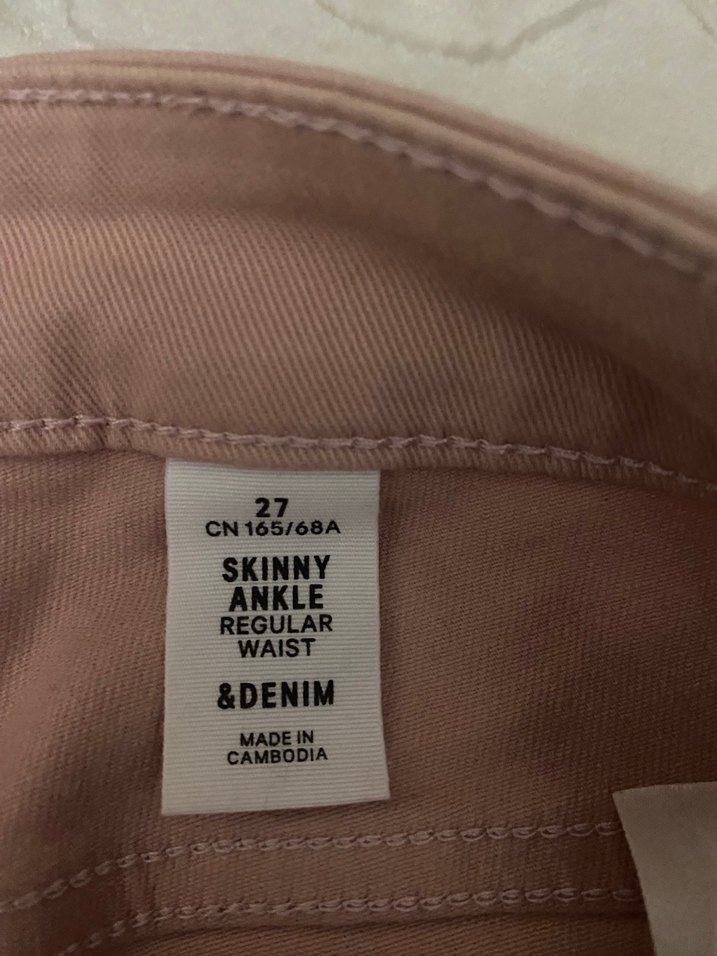 27
CN 165/68A
SKINNY
ANKLE
REGULAR
WAIST
&DENIM
MADE IN
CAMBODIA